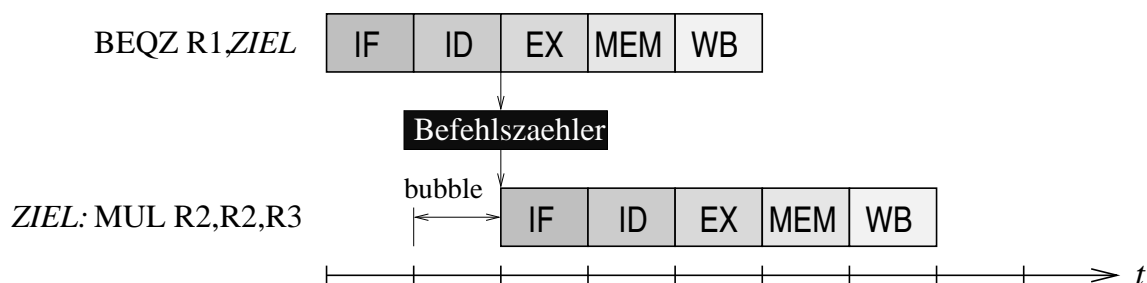 BEQZ R1,ZIEL IF ID EX MEM WB
Befehlszaehler
bubble
ZIEL: MUL R2,R2,R3 IF ID EX MEM WB
t